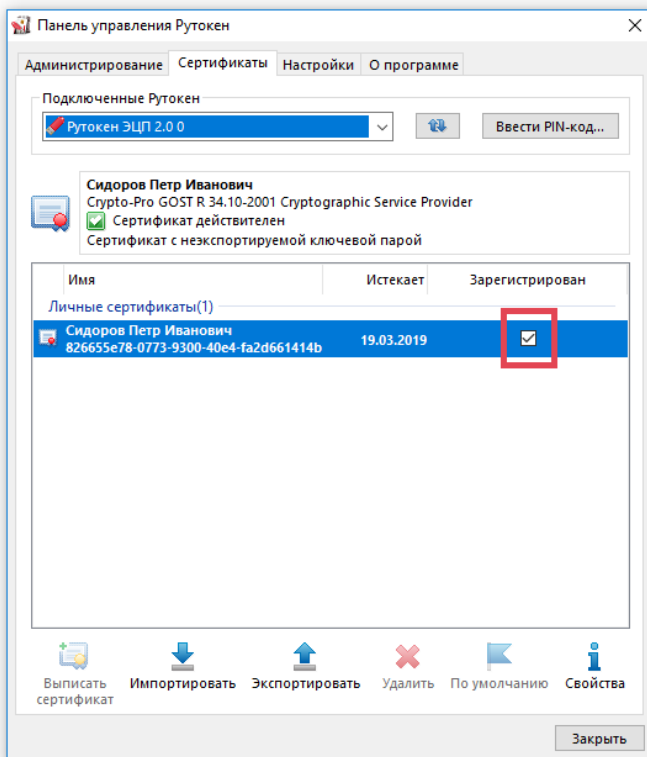 Панель управления Рутокен
Администрирование Сертификаты Настройки О программе
Подключенные Рутокен
Рутокен ЭЦП 2.0 0 Ввести PIN-код...
Сидоров Петр Иванович
Crypto-Pro GOST R 34.10-2001 Cryptographic Service Provider
Сертификат действителен
Сертификат с неэкспортируемой ключевой парой
Имя Истекает Зарегистрирован
Личные сертификаты(1)
Сидоров Петр Иванович
826655e78-0773-9300-40e4-fa2d661414b 19.03.2019
Выписать Импортировать Экспортировать Удалить По умолчанию Свойства
сертификат
Закрыть